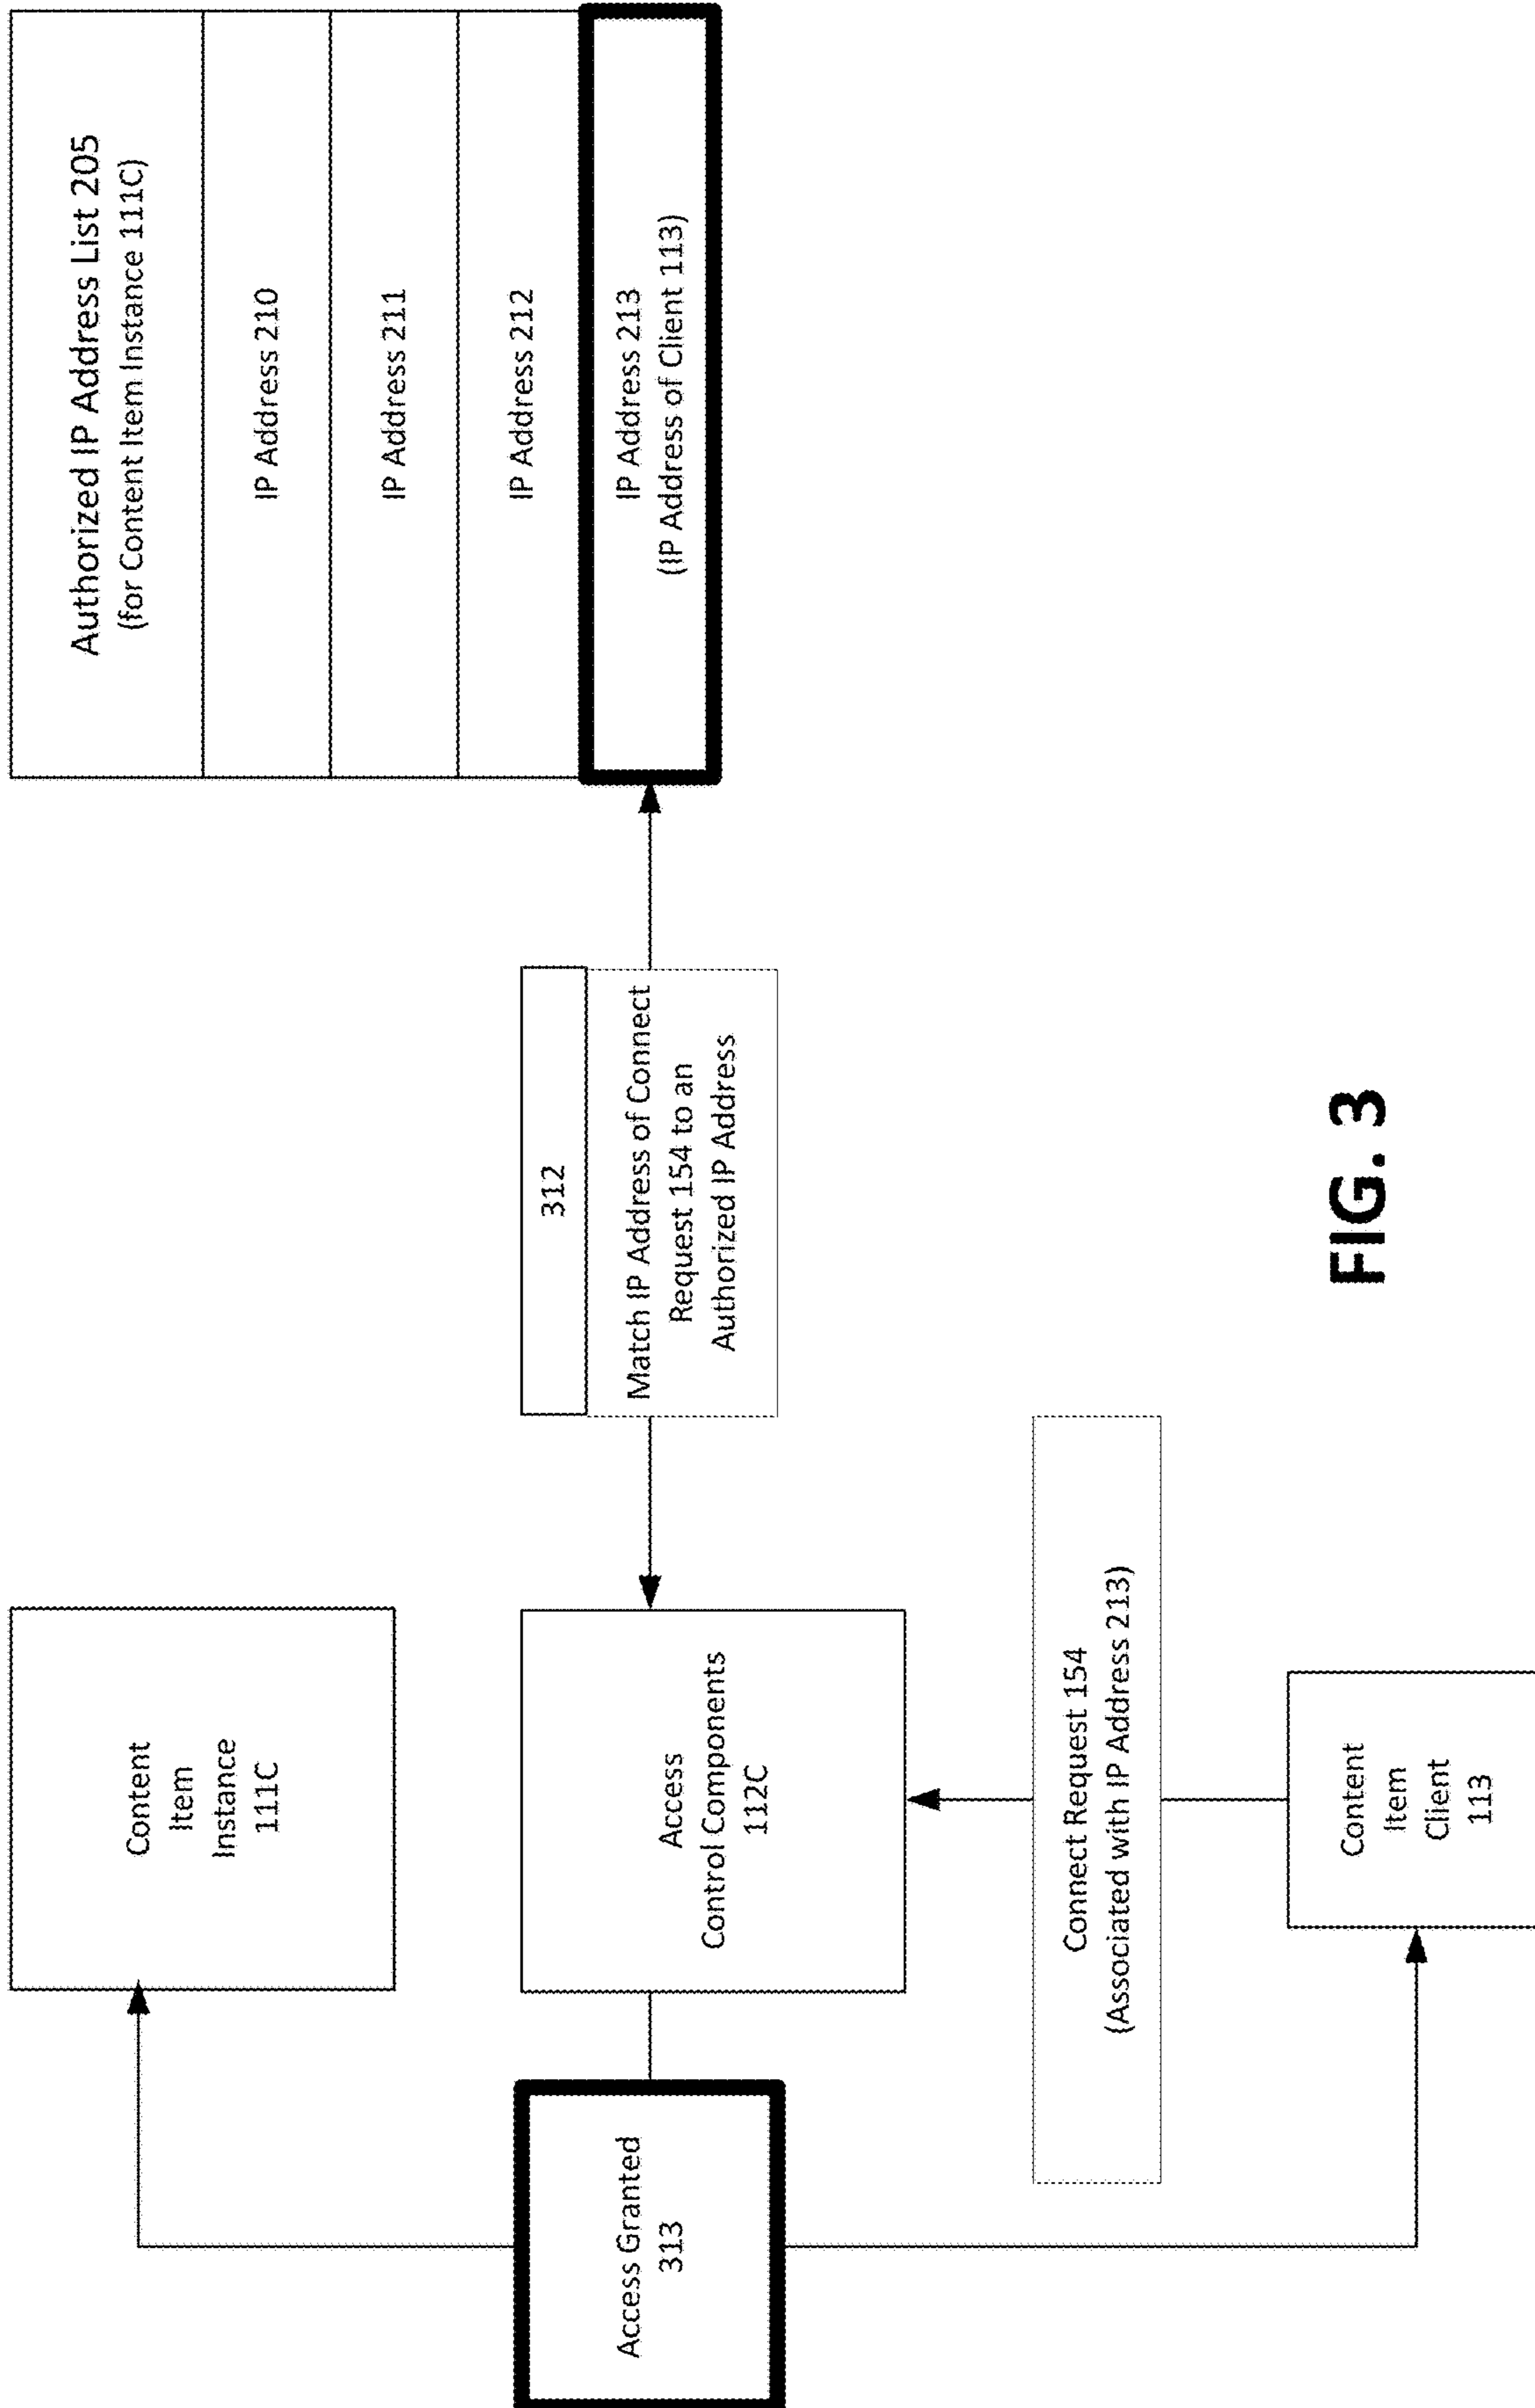 Content
Item
Instance
111C
Authorized IP Address List 205
(for Content Item Instance 111C)
IP Address 210
IP Address 211
IP Address 212
IP Address 213
(IP Address of Client 113)
Access Granted
313
Access
Control Components
112C
312
Match IP Address of Connect
Request 154 to an
Authorized IP Address
Connect Request 154
(Associated with IP Address 213)
Content
Item
Client
113
FIG. 3